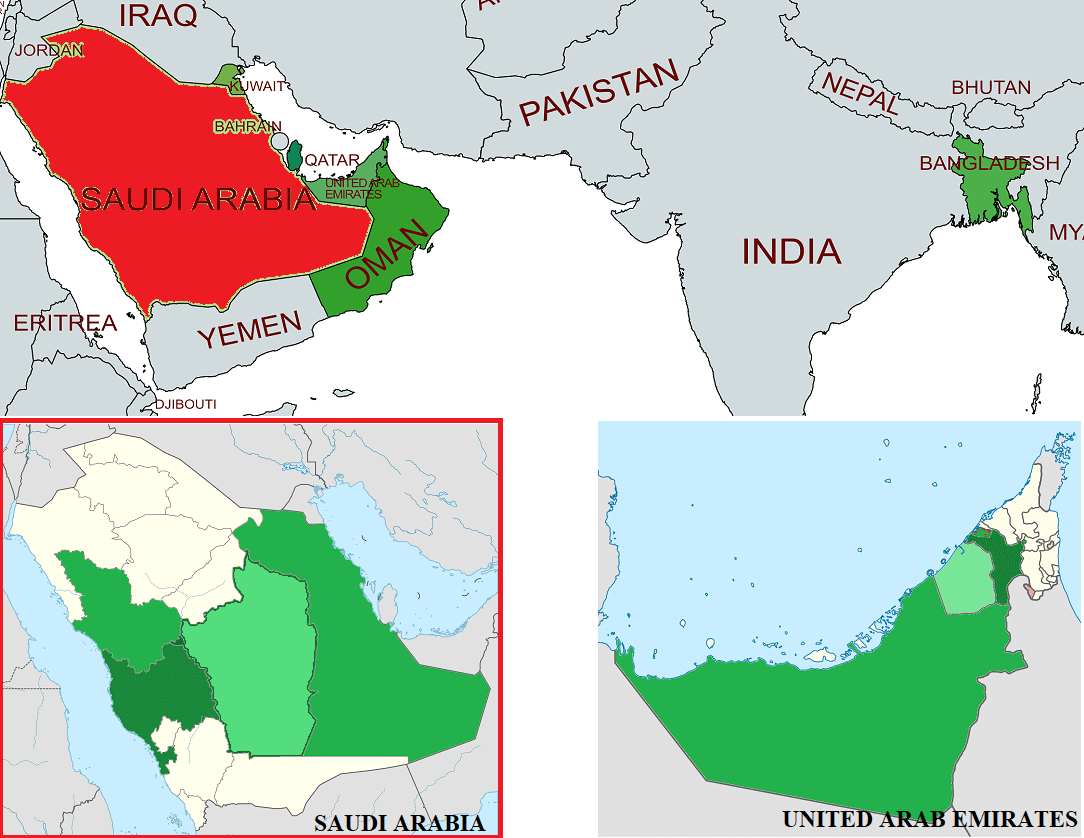 IRAQ
JORDAN
KUWAIT
BAHRAIN
QATAR
SAUDI ARABIA
UNITED ARAB
EMIRATES
OMAN
YEMEN
ERITREA
DJIBOUTI
PAKISTAN
NEPAL
BHUTAN
BANGLADESH
INDIA
SAUDI ARABIA
UNITED ARAB EMIRATES